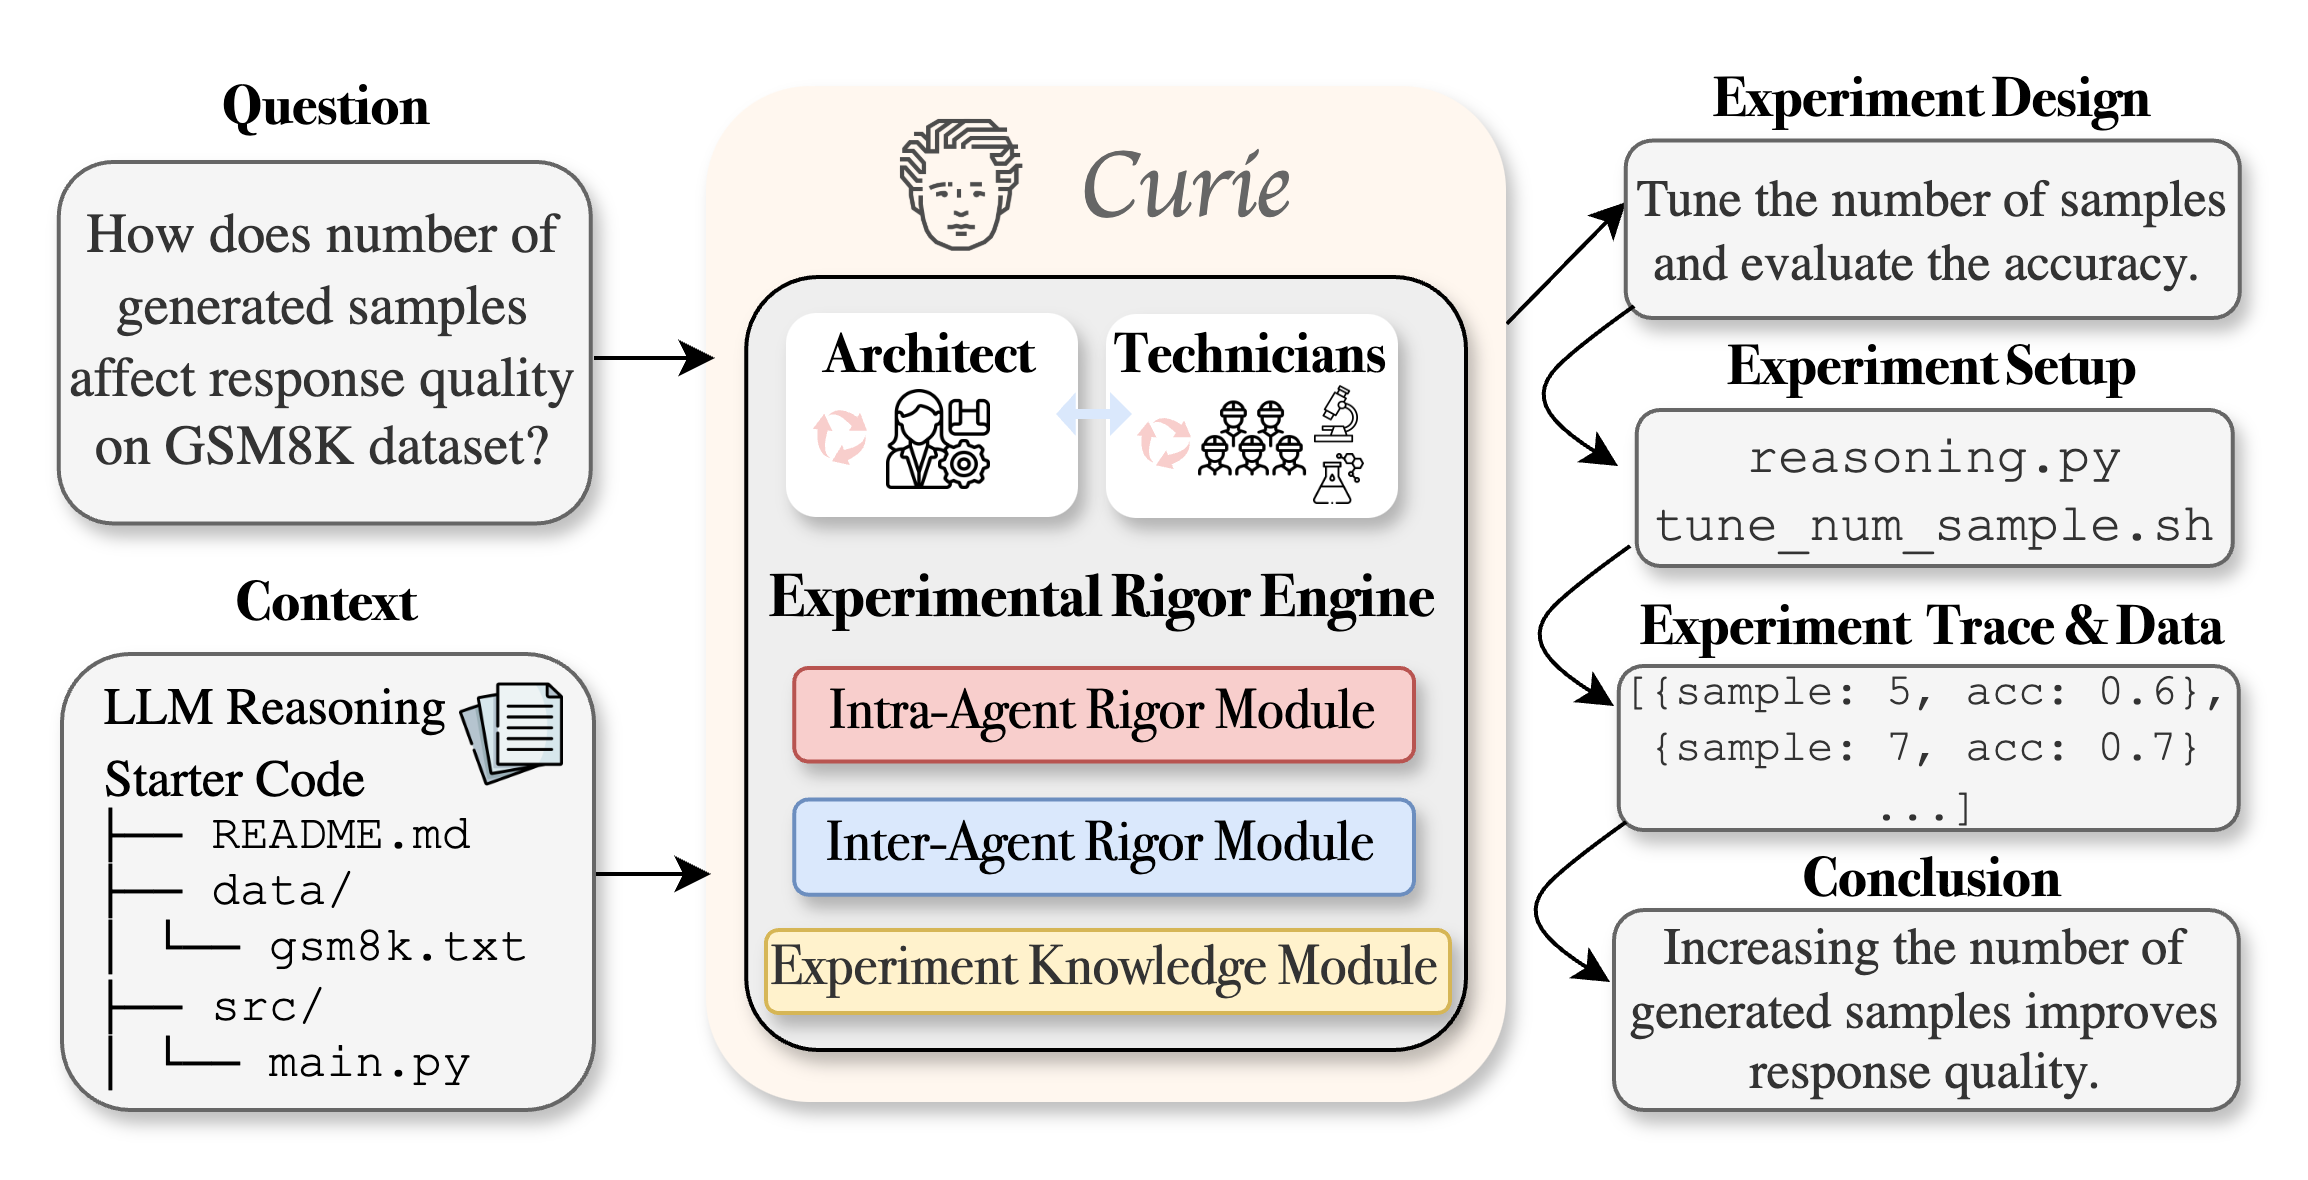 Question
How does number of
generated samples
affect response quality
on GSM8K dataset?
Context
LLM Reasoning
Starter Code
README.md
data/
gsm8k.txt
src/
main.py
Curie
Architect
Technicians
Experimental Rigor Engine
Intra-Agent Rigor Module
Inter-Agent Rigor Module
Experiment Knowledge Module
Experiment Design
Tune the number of samples
and evaluate the accuracy.
Experiment Setup
reasoning.py
tune_num_sample.sh
Experiment Trace & Data
[{sample: 5, acc: 0.6},
{sample: 7, acc: 0.7}
...]
Conclusion
Increasing the number of
generated samples improves
response quality.